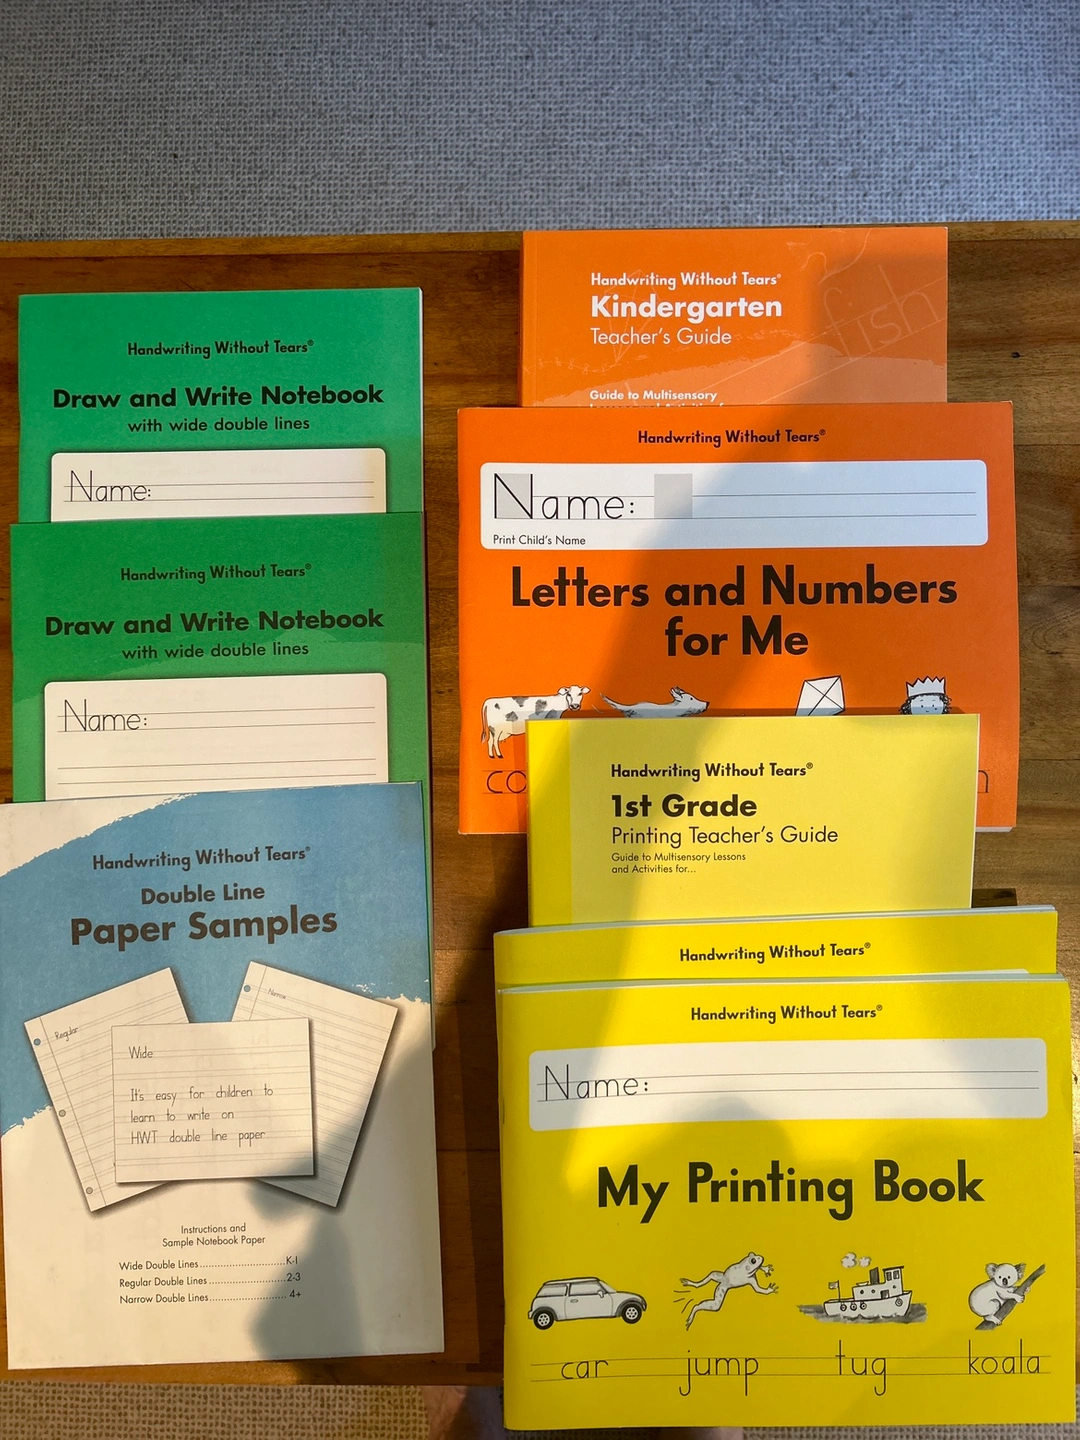 Handwriting Without Tears®
Draw and Write Notebook
with wide double lines
Name:
Handwriting Without Tears®
Draw and Write Notebook
with wide double lines
Name:
Handwriting Without Tears®
Double Line
Paper Samples
Regular
Narrow
Wide
It's easy for children to
learn to write on
HWT double line paper
Instructions and
Sample Notebook Paper
Wide Double Lines..........................K-1
Regular Double Lines........................2-3
Narrow Double Lines........................4+
fish
Handwriting Without Tears®
Kindergarten
Teacher's Guide
Guide to Multisensory
Handwriting Without Tears®
Name:
Print Child's Name
Letters and Numbers
for Me
co
n
Handwriting Without Tears®
1st Grade
Printing Teacher's Guide
Guide to Multisensory Lessons
and Activities for...
Handwriting Without Tears®
Handwriting Without Tears®
Name:
My Printing Book
car jump tug koala